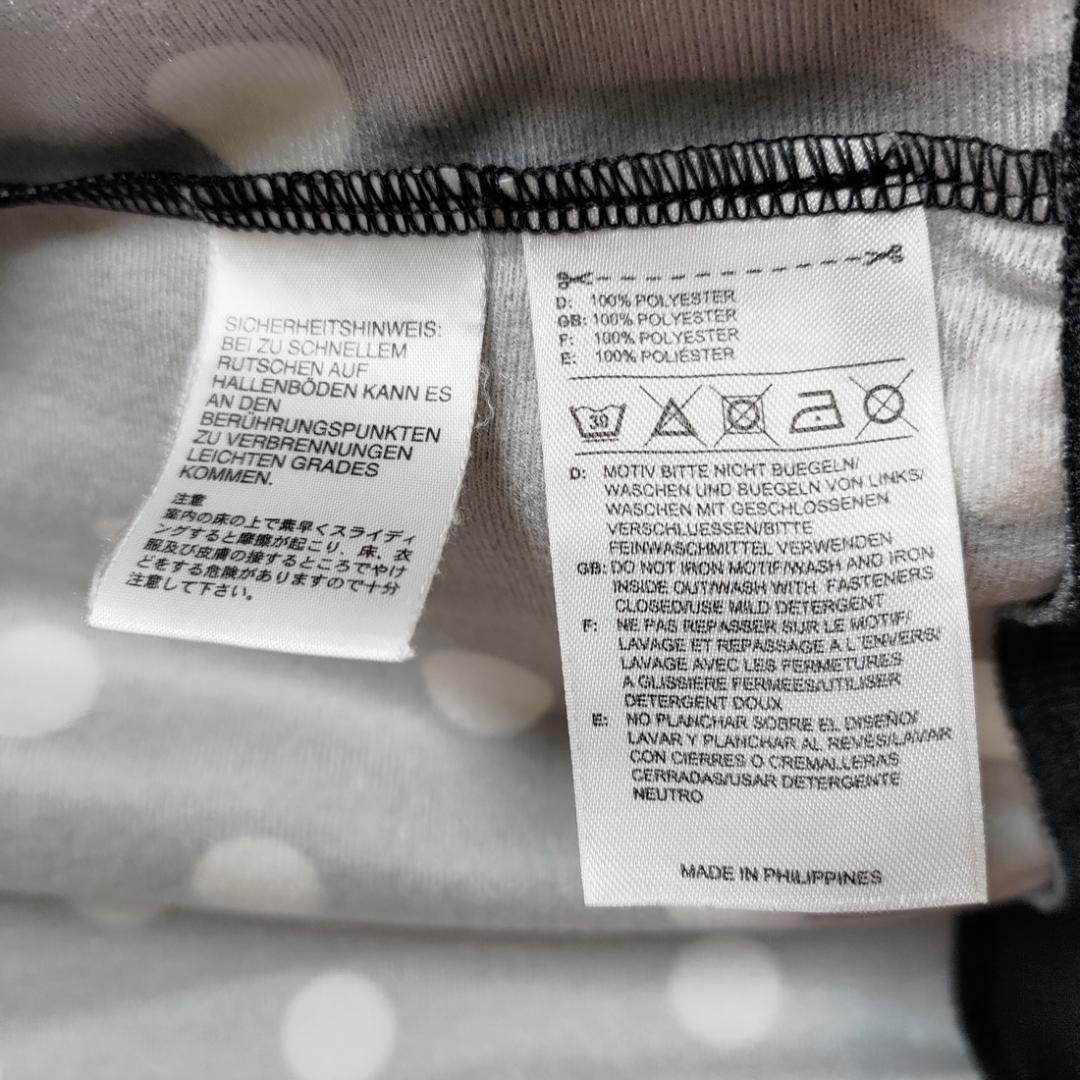 SICHERHEITSHINWEIS:
BEI ZU SCHNELLEM
RUTSCHEN AUF
HALLENBÖDEN KANN ES
AN DEN
BERÜHRUNGSPUNKTEN
ZU VERBRENNUNGEN
LEICHTEN GRADES
KOMMEN.
注意
室内の床の上で素早くスライディ
ングすると摩擦が起こり、床、衣
服及び皮膚の接するところでやけ
どをする危険がありますので十分
注意して下さい。
D: 100% POLYESTER
GB: 100% POLYESTER
F: 100% POLYESTER
E: 100% POLIÉSTER
30
D: MOTIV BITTE NICHT BUEGELN/
WASCHEN UND BUEGELN VON LINKS/
WASCHEN MIT GESCHLOSSENEN
VERSCHLUESSEN/BITTE
FEINWASCHMITTEL VERWENDEN
GB: DO NOT IRON MOTIF/WASH AND IRON
INSIDE OUT/WASH WITH FASTENERS
CLOSED/USE MILD DETERGENT
F: NE PAS REPASSER SUR LE MOTIF/
LAVAGE ET REPASSAGE A L'ENVERS/
LAVAGE AVEC LES FERMETURES
A GLISSIÈRE FERMEES/UTILISER
DETERGENT DOUX
E: NO PLANCHAR SOBRE EL DISEÑO/
LAVAR Y PLANCHAR AL REVÉS/LAVAR
CON CIERRES O CREMALLERAS
CERRADAS/USAR DETERGENTE
NEUTRO
MADE IN PHILIPPINES